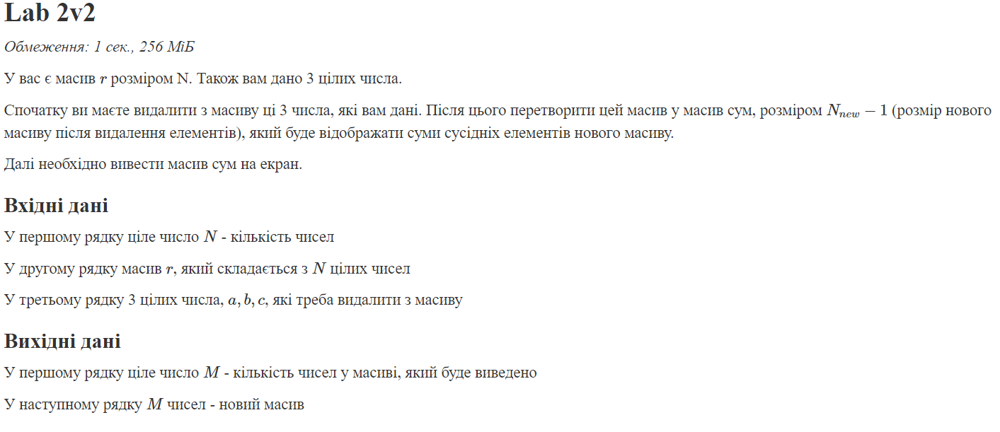 Lab 2v2
Обмеження: 1 сек., 256 МіБ
У вас є масив r розміром N. Також вам дано 3 цілих числа.
Спочатку ви маєте видалити з масиву ці 3 числа, які вам дані. Після цього перетворити цей масив у масив сум, розміром N_new − 1 (розмір нового
масиву після видалення елементів), який буде відображати суми сусідніх елементів нового масиву.
Далі необхідно вивести масив сум на екран.
Вхідні дані
У першому рядку ціле число N - кількість чисел
У другому рядку масив r, який складається з N цілих чисел
У третьому рядку 3 цілих числа, a, b, c, які треба видалити з масиву
Вихідні дані
У першому рядку ціле число M - кількість чисел у масиві, який буде виведено
У наступному рядку M чисел - новий масив